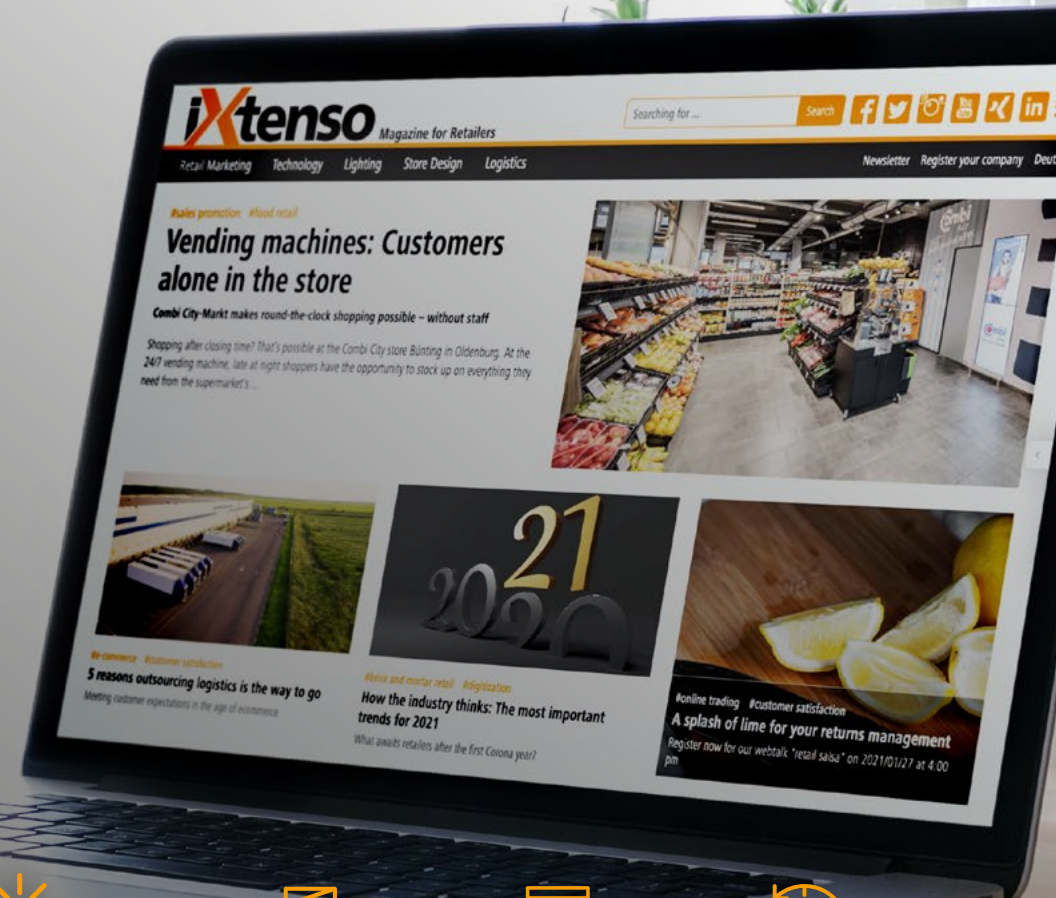 iXtenso Magazine for Retailers
Searching for ... Search
Retail Marketing Technology Lighting Store Design Logistics
Newsletter Register your company Deut
#sales promotion #food retail
Vending machines: Customers
alone in the store
Combi City-Markt makes round-the-clock shopping possible – without staff
Shopping after closing time? That's possible at the Combi City store Bünting in Oldenburg. At the
24/7 vending machine, late at night shoppers have the opportunity to stock up on everything they
need from the supermarket's ...
Combi
Combi
2021
2020
#e-commerce #customer satisfaction
5 reasons outsourcing logistics is the way to go
Meeting customer expectations in the age of ecommerce
#brick and mortar retail #digitization
How the industry thinks: The most important
trends for 2021
What awaits retailers after the first Corona year?
#online trading #customer satisfaction
A splash of lime for your returns management
Register now for our webtalk "retail salsa" on 2021/01/27 at 4:00
pm